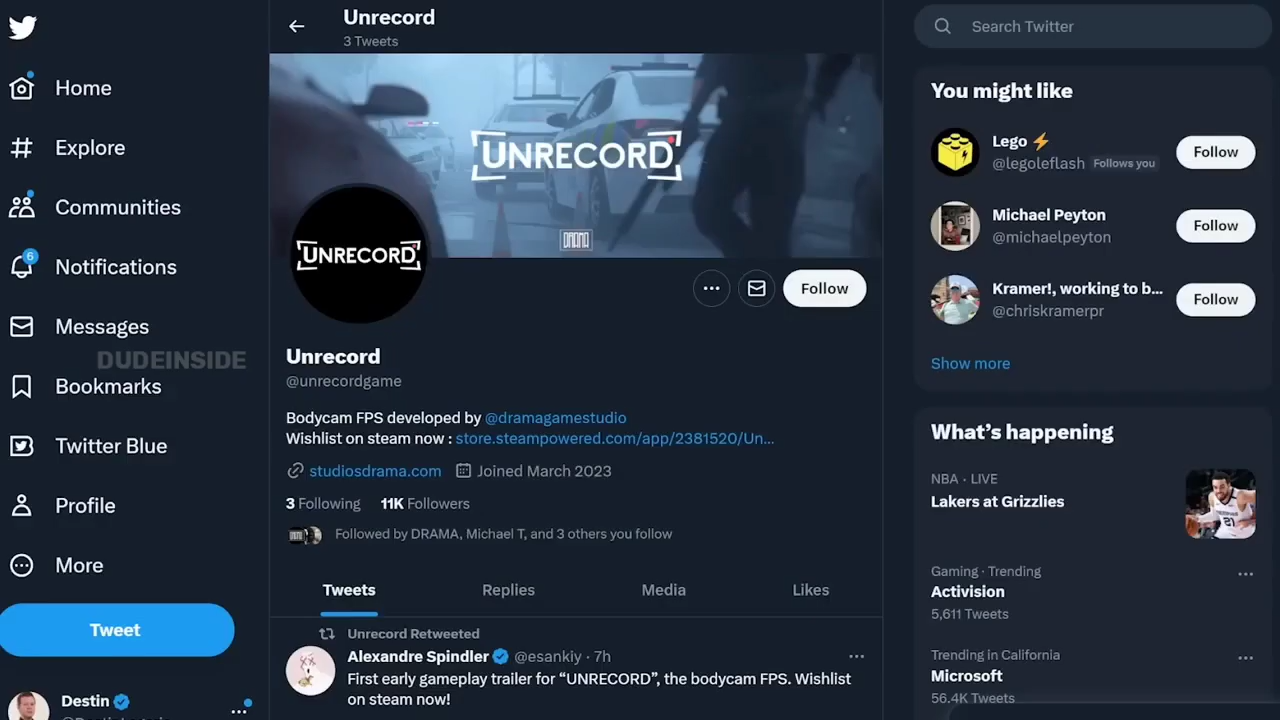 Unrecord
3 Tweets
Search Twitter
Home
Explore
Communities
6
Notifications
Messages
DUDEINSIDE
Bookmarks
Twitter Blue
Profile
More
Tweet
Destin
UNRECORD
DRAMA
UNRECORD
Follow
Unrecord
@unrecordgame
Bodycam FPS developed by @dramagamestudio
Wishlist on steam now : store.steampowered.com/app/2381520/Un...
studiosdrama.com Joined March 2023
3 Following 11K Followers
Followed by DRAMA, Michael T, and 3 others you follow
Tweets Replies Media Likes
Unrecord Retweeted
Alexandre Spindler @esankiy · 7h
First early gameplay trailer for “UNRECORD”, the bodycam FPS. Wishlist
on steam now!
You might like
Lego ⚡
@legoleflash Follows you
Follow
Michael Peyton
@michaelpeyton
Follow
Kramer!, working to b...
@chriskramerpr
Follow
Show more
What’s happening
NBA · LIVE
Lakers at Grizzlies
Gaming · Trending
Activision
5,611 Tweets
Trending in California
Microsoft
56.4K Tweets